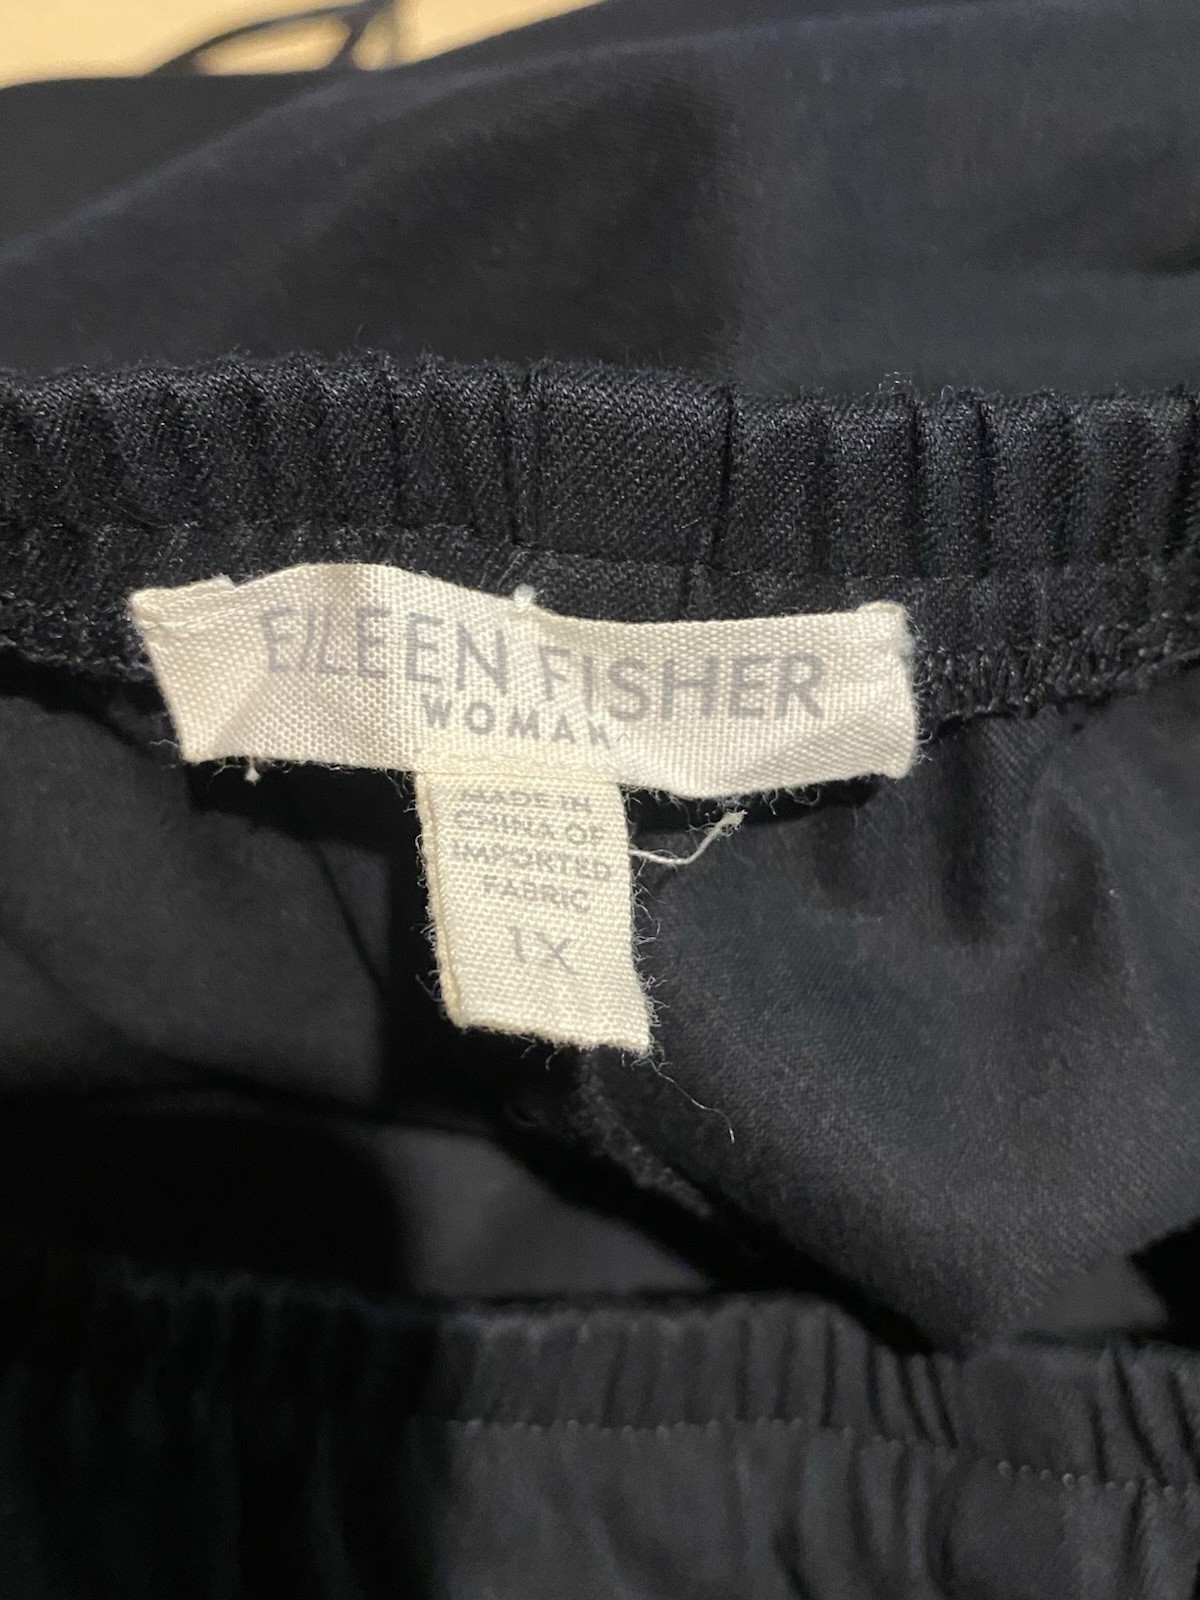 EILEEN FISHER
WOMAN
MADE IN
CHINA OF
IMPORTED
FABRIC
1X